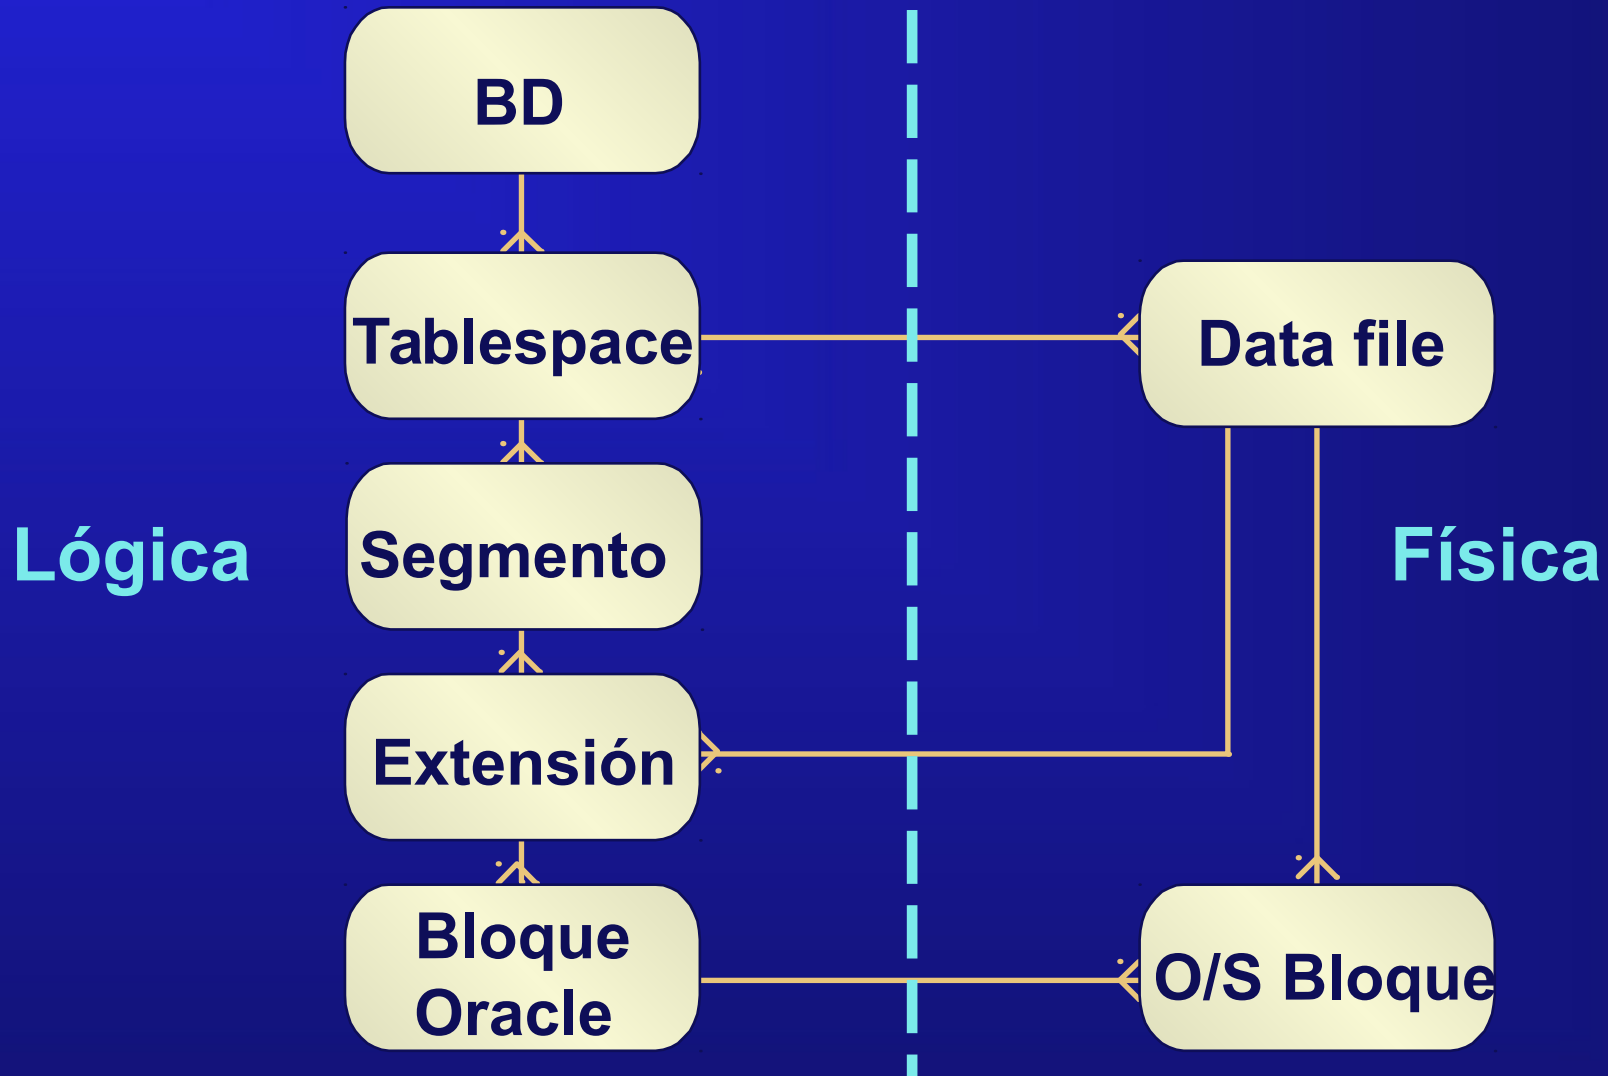 BD
Tablespace
Data file
Lógica
Segmento
Física
Extensión
Bloque
Oracle
O/S Bloque